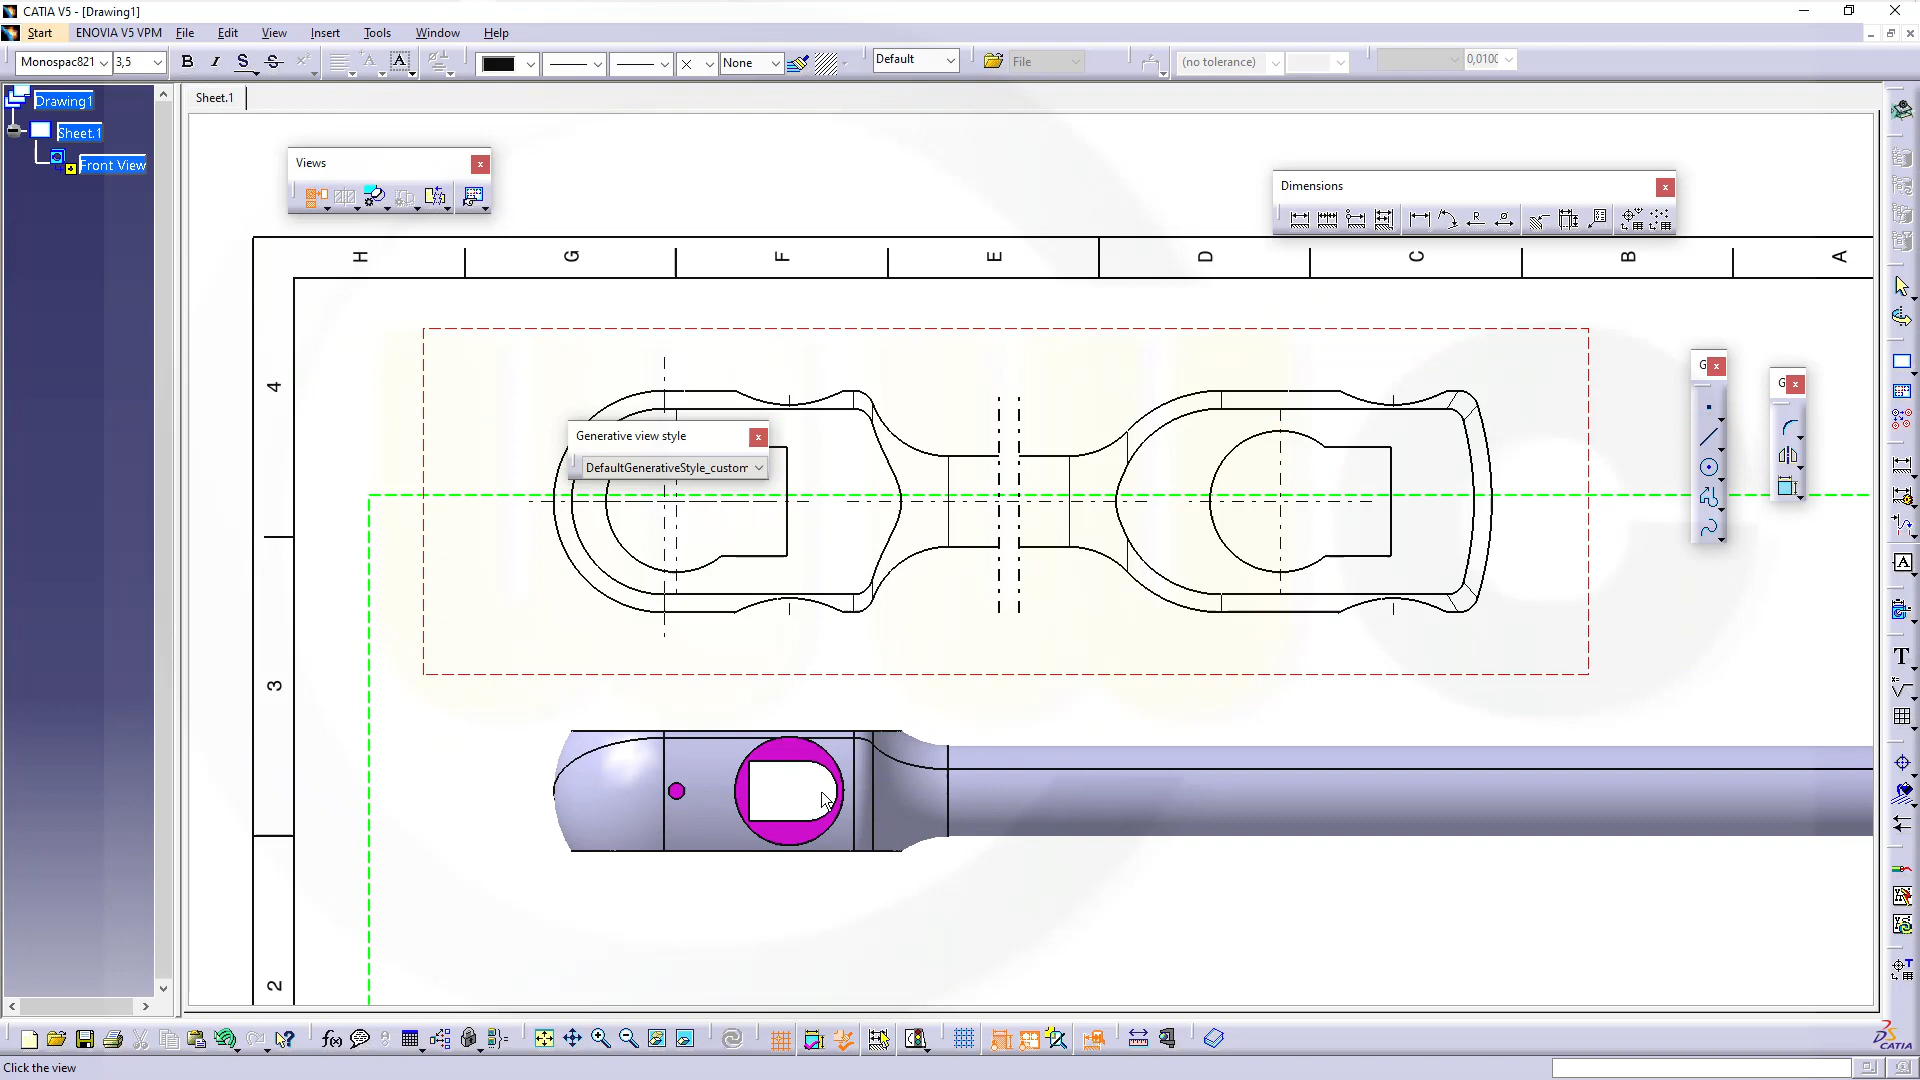 CATIA V5 - [Drawing1]
Start ENOVIA V5 VPM File Edit View Insert Tools Window Help
Monospac821 3,5 B I S S A A None Default File (no tolerance) 0,010
Sheet.1
Drawing1
Sheet.1
Front View
Views x
Dimensions x
H G F E D C B A
4
3
2
Generative view style x
DefaultGenerativeStyle_custom
G x
G x
R
A
T
f(x)
CATIA
Click the view